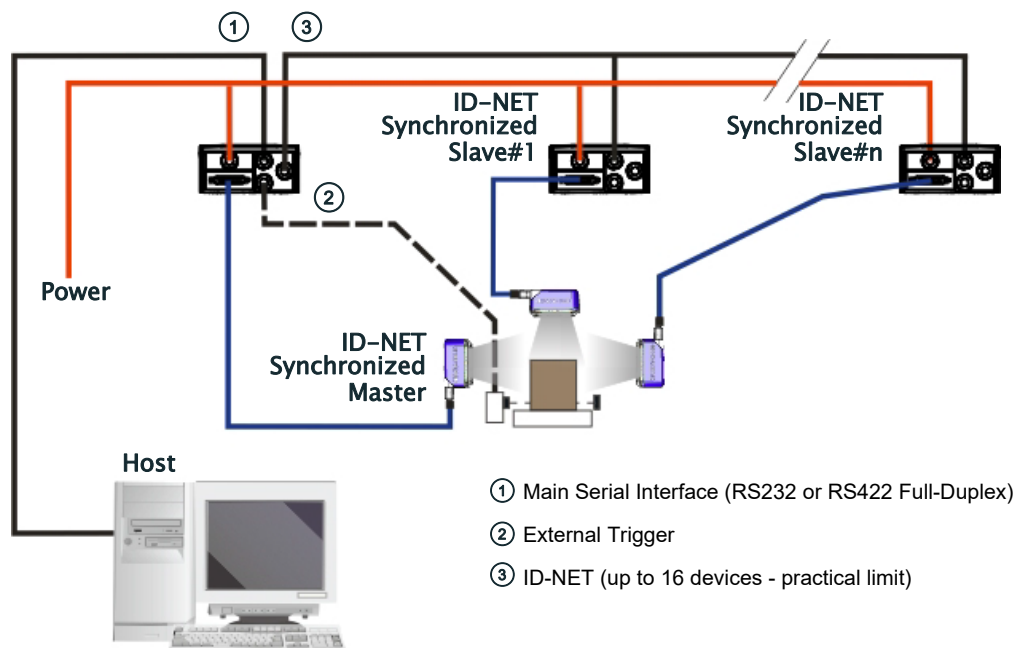 ① ③
ID-NET
Synchronized
Slave#1
ID-NET
Synchronized
Slave#n
②
Power
ID-NET
Synchronized
Master
Host
① Main Serial Interface (RS232 or RS422 Full-Duplex)
② External Trigger
③ ID-NET (up to 16 devices - practical limit)